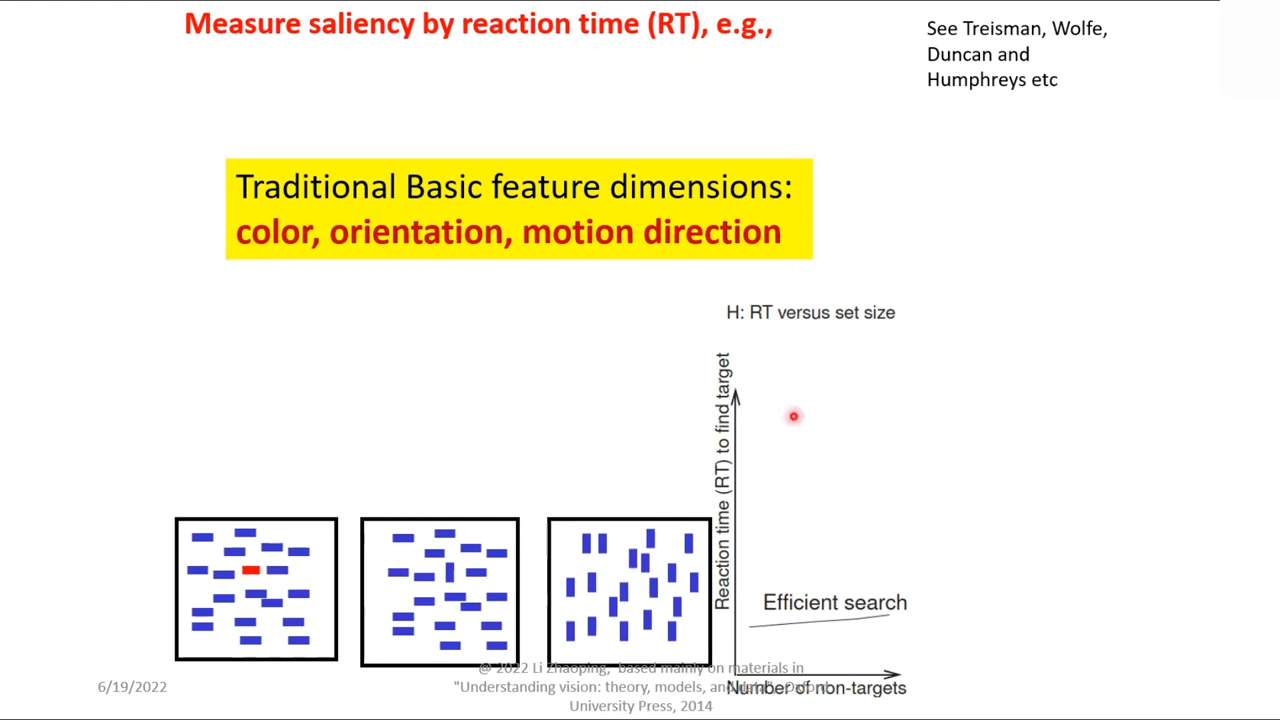 Measure saliency by reaction time (RT), e.g.,
See Treisman, Wolfe,
Duncan and
Humphreys etc
Traditional Basic feature dimensions:
color, orientation, motion direction
H: RT versus set size
Reaction time (RT) to find target
Efficient search
Number of non-targets
6/19/2022
@ 2022 Li Zhaoping, based mainly on materials in
"Understanding vision: theory, models, and data", Oxford
University Press, 2014